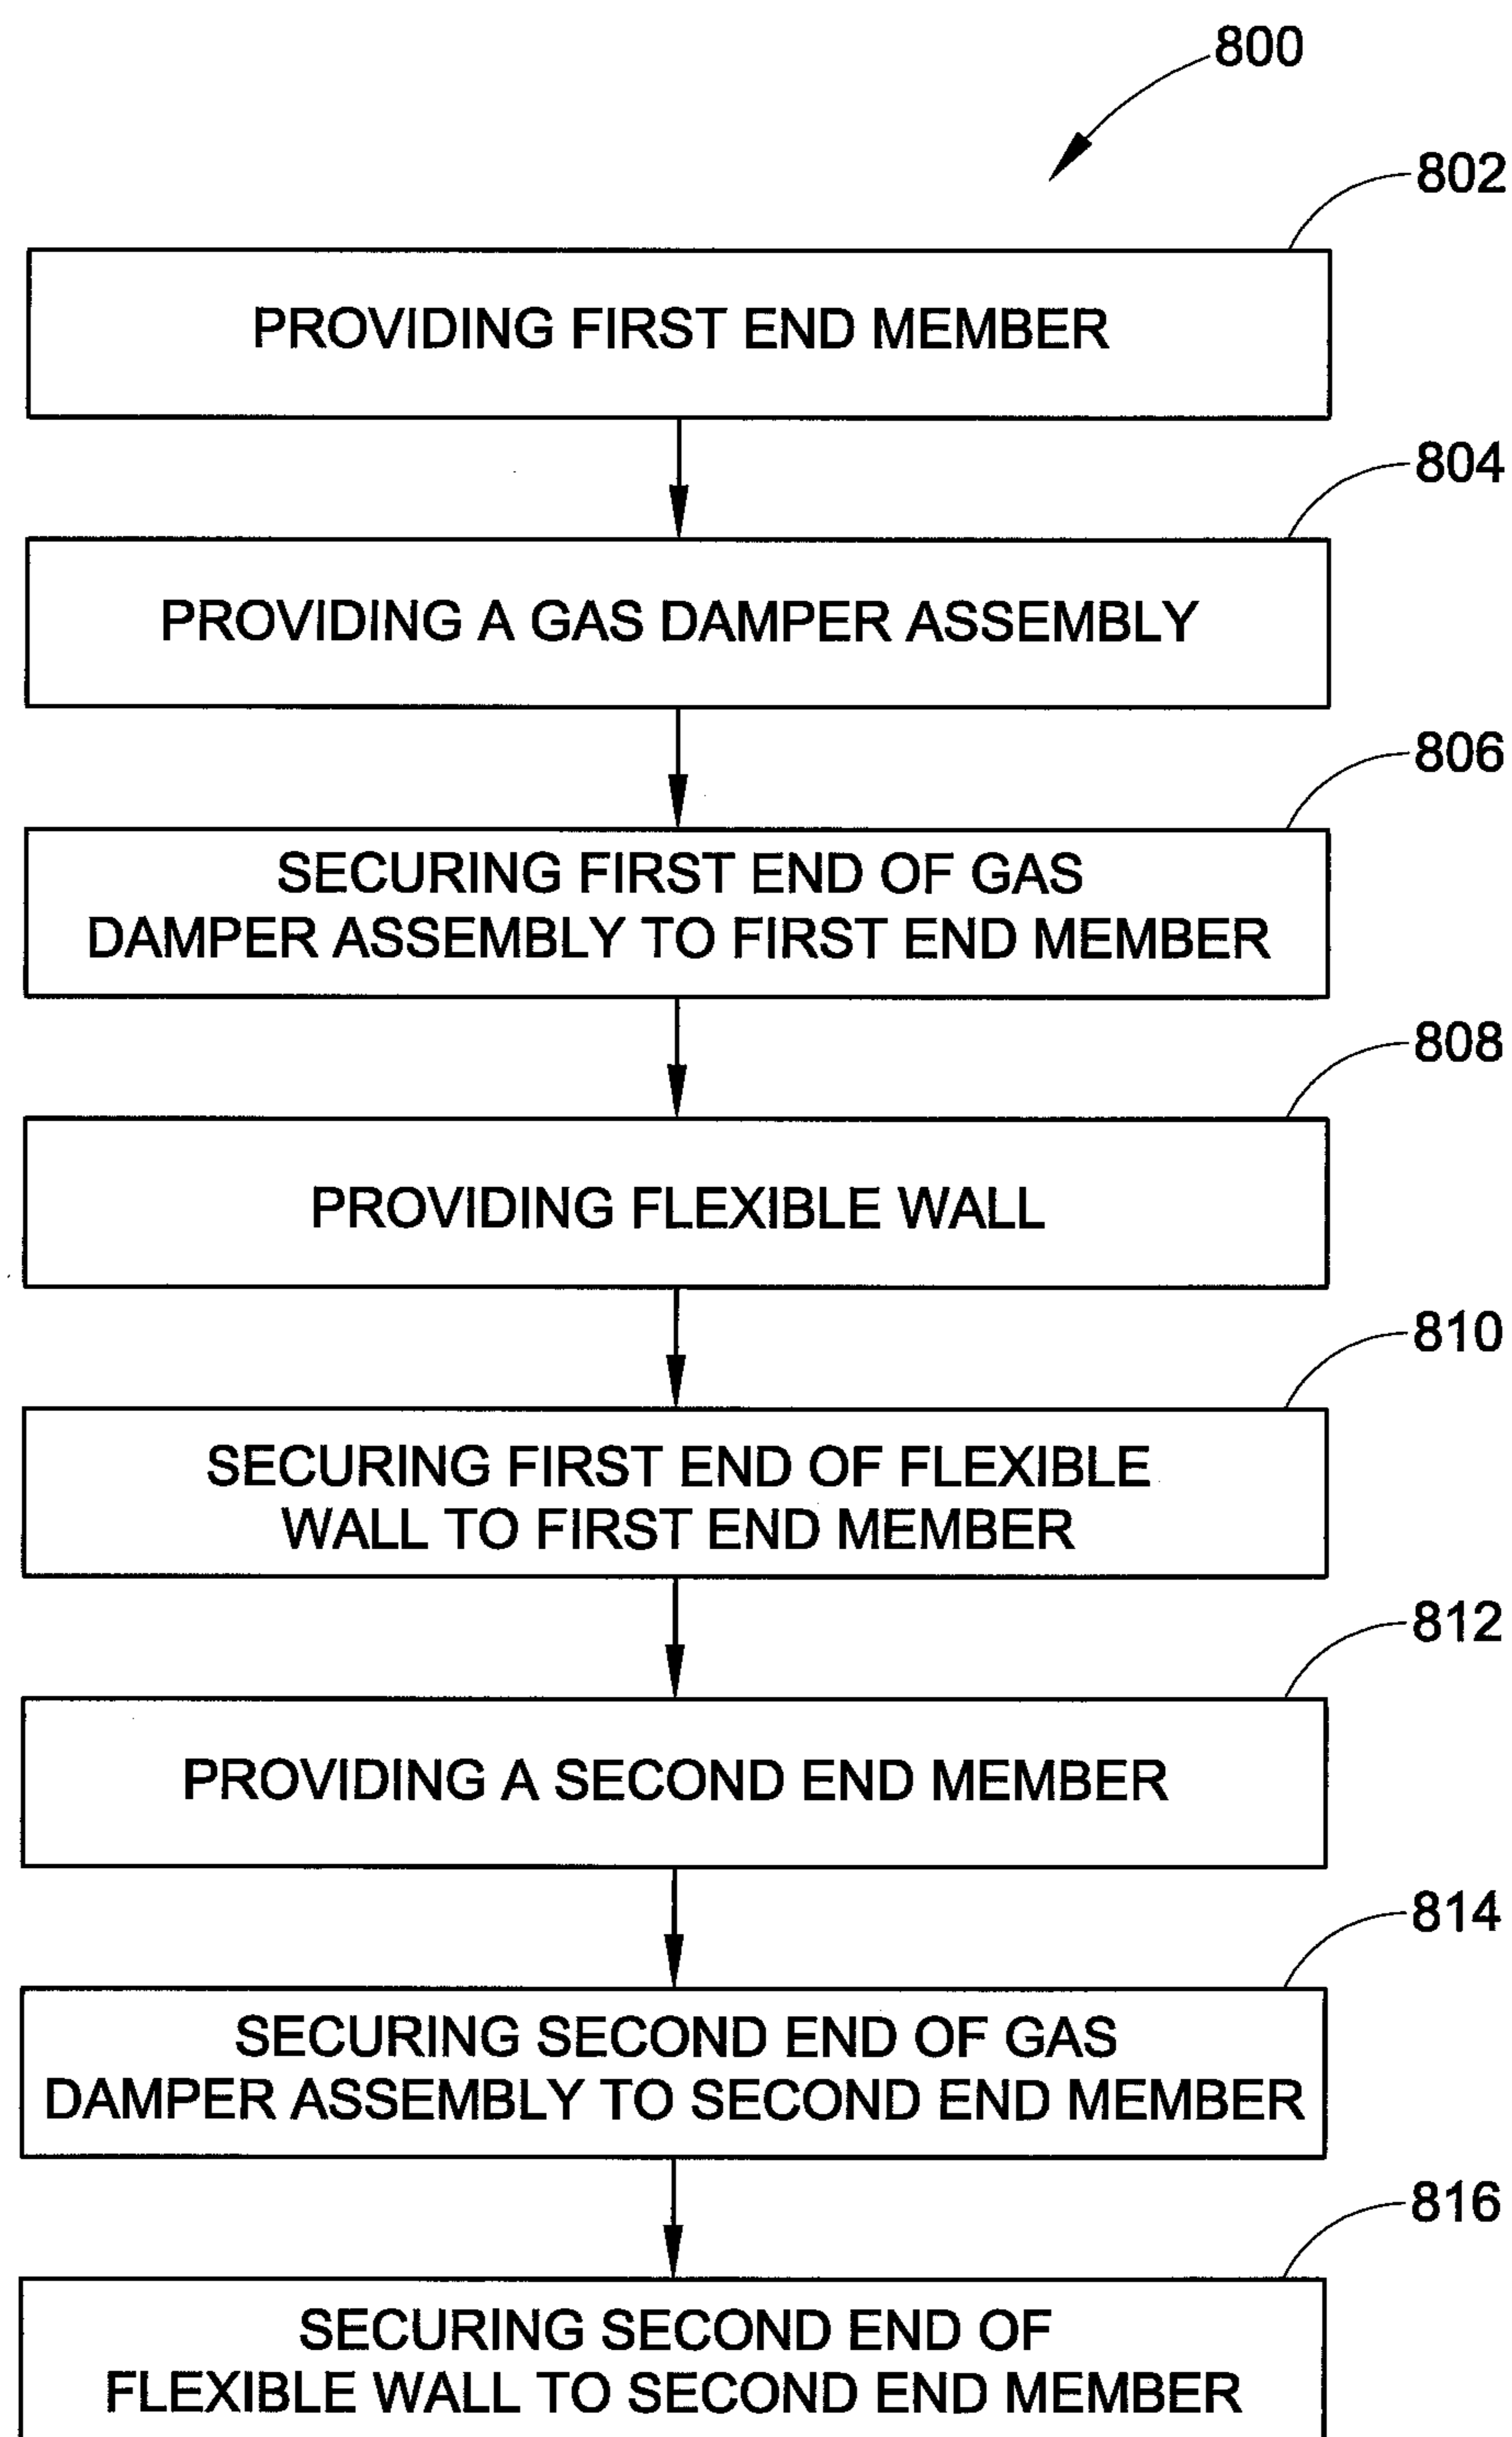 800
802
PROVIDING FIRST END MEMBER
804
PROVIDING A GAS DAMPER ASSEMBLY
806
SECURING FIRST END OF GAS
DAMPER ASSEMBLY TO FIRST END MEMBER
808
PROVIDING FLEXIBLE WALL
810
SECURING FIRST END OF FLEXIBLE
WALL TO FIRST END MEMBER
812
PROVIDING A SECOND END MEMBER
814
SECURING SECOND END OF GAS
DAMPER ASSEMBLY TO SECOND END MEMBER
816
SECURING SECOND END OF
FLEXIBLE WALL TO SECOND END MEMBER